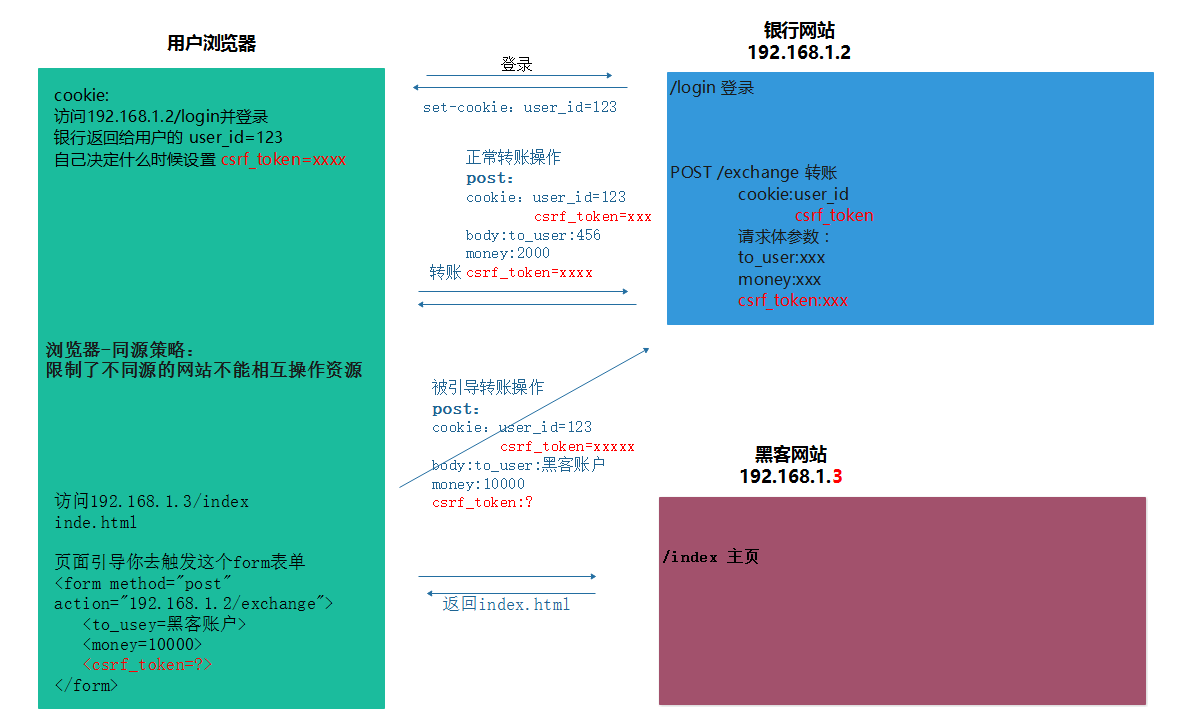 用户浏览器
cookie:
访问192.168.1.2/login并登录
银行返回给用户的 user_id=123
自己决定什么时候设置 csrf_token=xxxx
浏览器-同源策略:
限制了不同源的网站不能相互操作资源
访问192.168.1.3/index
inde.html
页面引导你去触发这个form表单
<form method="post"
action="192.168.1.2/exchange">
<to_usey=黑客账户>
<money=10000>
<csrf_token=?>
</form>
登录
set-cookie: user_id=123
正常转账操作
post:
cookie: user_id=123
csrf_token=xxx
body:to_user:456
money:2000
转账 csrf_token=xxxx
被引导转账操作
post:
cookie: user_id=123
csrf_token=xxxxx
body:to_user:黑客账户
money:10000
csrf_token:?
返回index.html
银行网站
192.168.1.2
/login 登录
POST /exchange 转账
cookie:user_id
csrf_token
请求体参数：
to_user:xxx
money:xxx
csrf_token:xxx
黑客网站
192.168.1.3
/index 主页